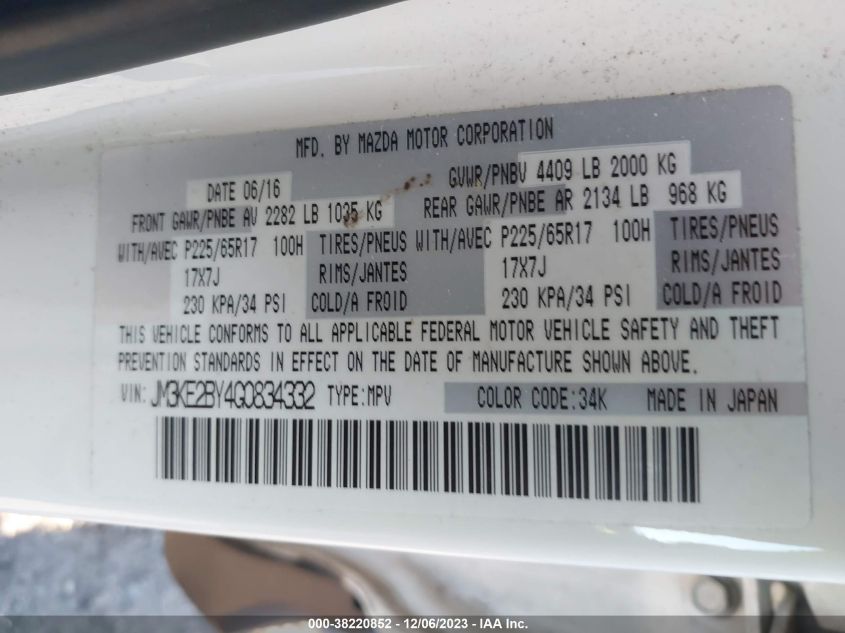 MFD. BY MAZDA MOTOR CORPORATION
DATE 06/16 GVWR/PNBV 4409 LB 2000 KG
FRONT GAWR/PNBE AV 2282 LB 1035 KG REAR GAWR/PNBE AR 2134 LB 968 KG
WITH/AVEC P225/65R17 100H TIRES/PNEUS WITH/AVEC P225/65R17 100H TIRES/PNEUS
17X7J RIMS/JANTES 17X7J RIMS/JANTES
230 KPA/34 PSI COLD/A FROID 230 KPA/34 PSI COLD/A FROID
THIS VEHICLE CONFORMS TO ALL APPLICABLE FEDERAL MOTOR VEHICLE SAFETY AND THEFT
PREVENTION STANDARDS IN EFFECT ON THE DATE OF MANUFACTURE SHOWN ABOVE.
VIN: JM3KE2BY4G0834332 TYPE:MPV COLOR CODE:34K MADE IN JAPAN
000-38220852 - 12/06/2023 - IAA Inc.